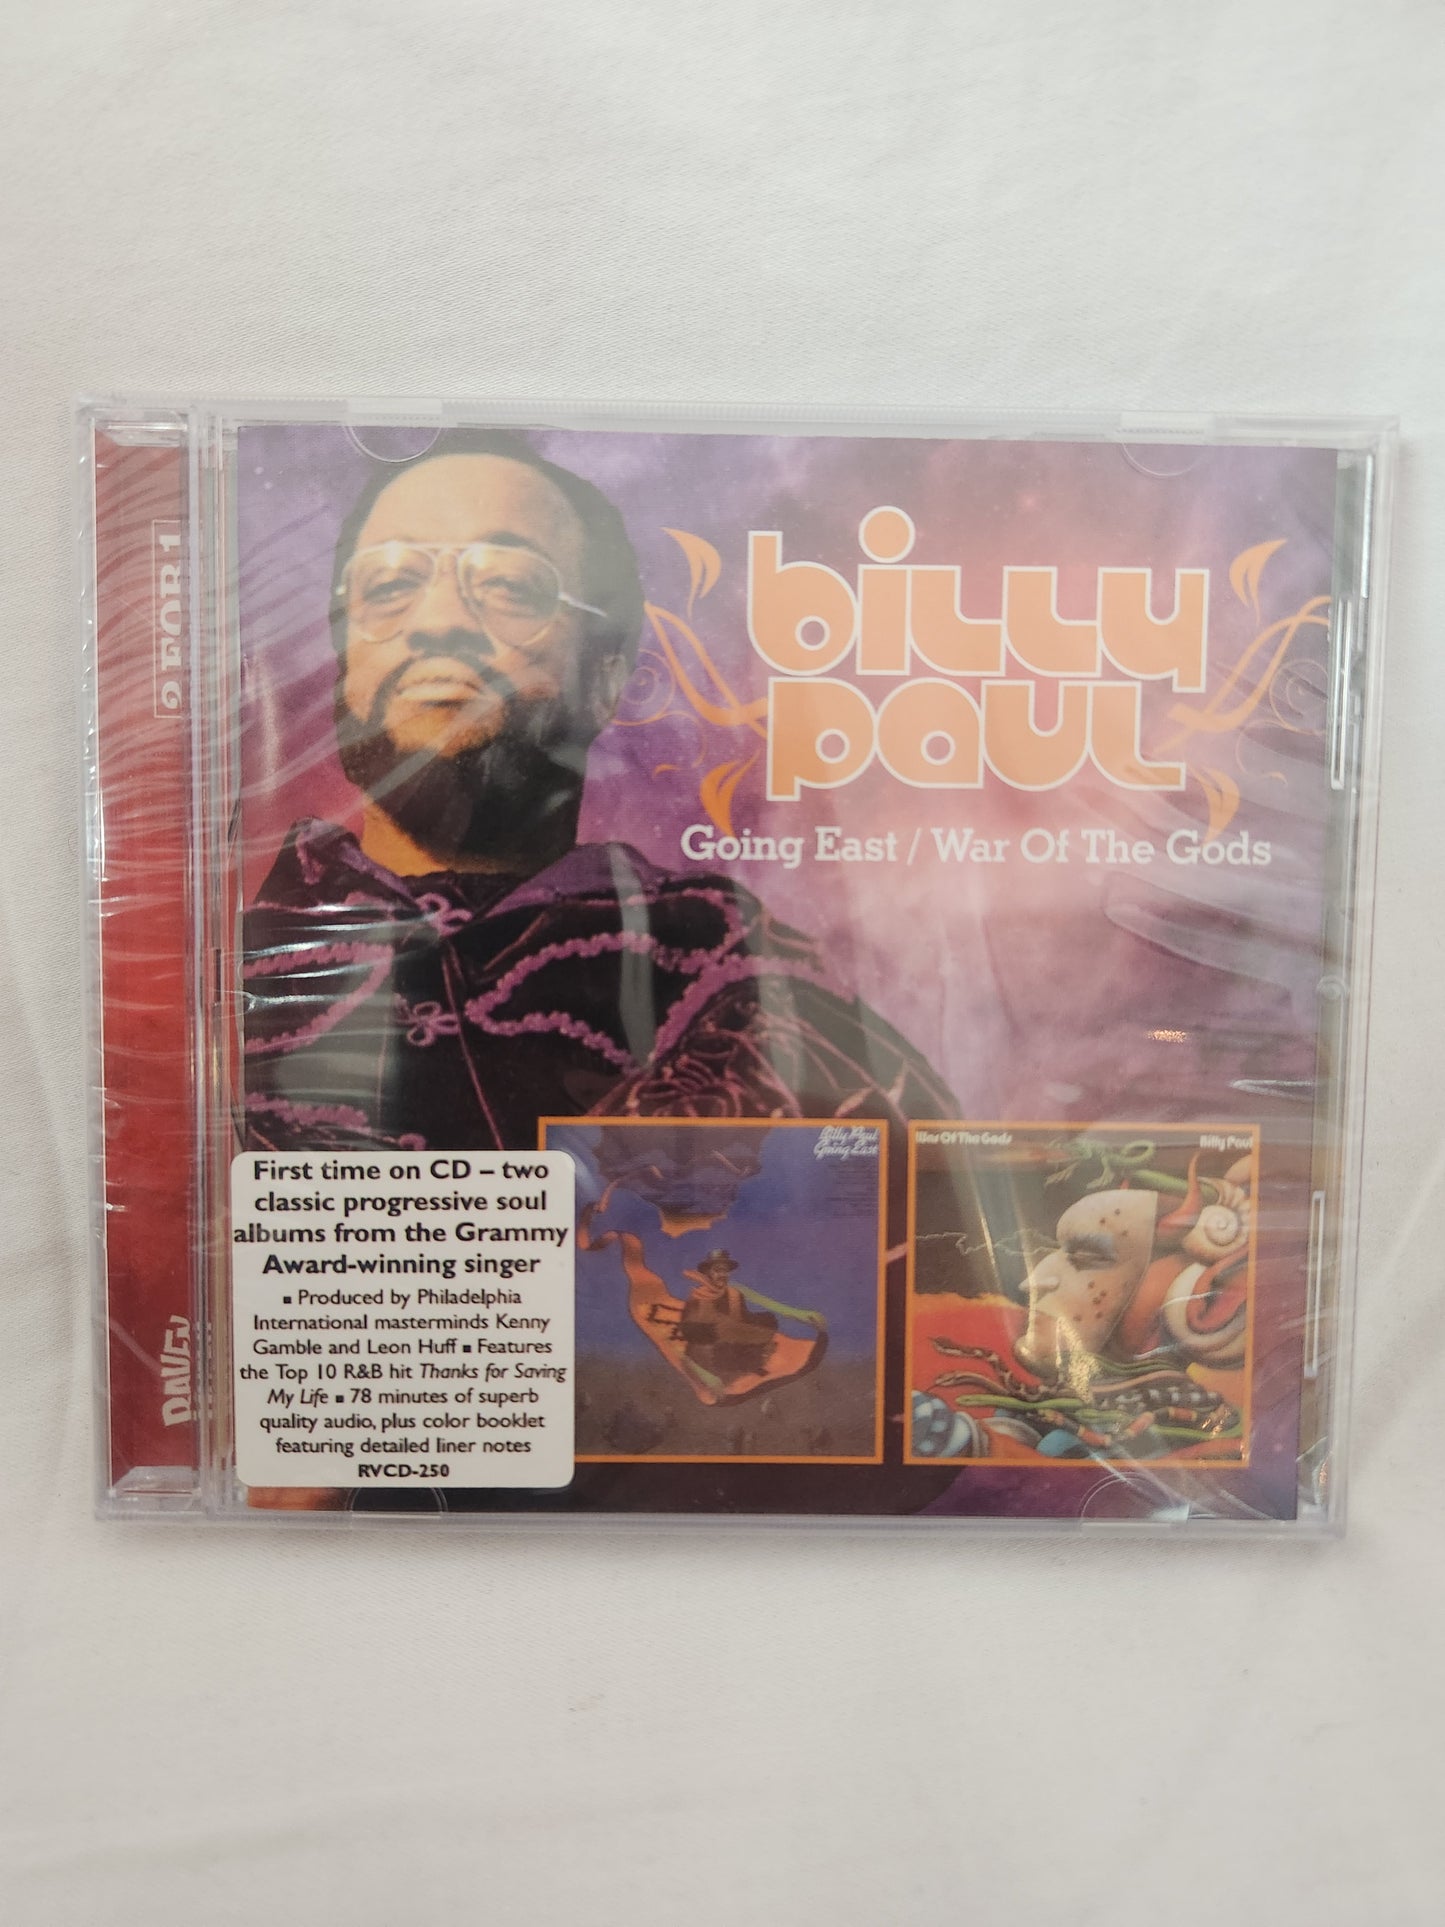 2 FOR 1
RAVEN
billy
paul
Going East / War Of The Gods
Billy Paul
Going East
War Of The Gods
Billy Paul
First time on CD – two
classic progressive soul
albums from the Grammy
Award-winning singer
▪ Produced by Philadelphia
International masterminds Kenny
Gamble and Leon Huff ▪ Features
the Top 10 R&B hit Thanks for Saving
My Life ▪ 78 minutes of superb
quality audio, plus color booklet
featuring detailed liner notes
RVCD-250